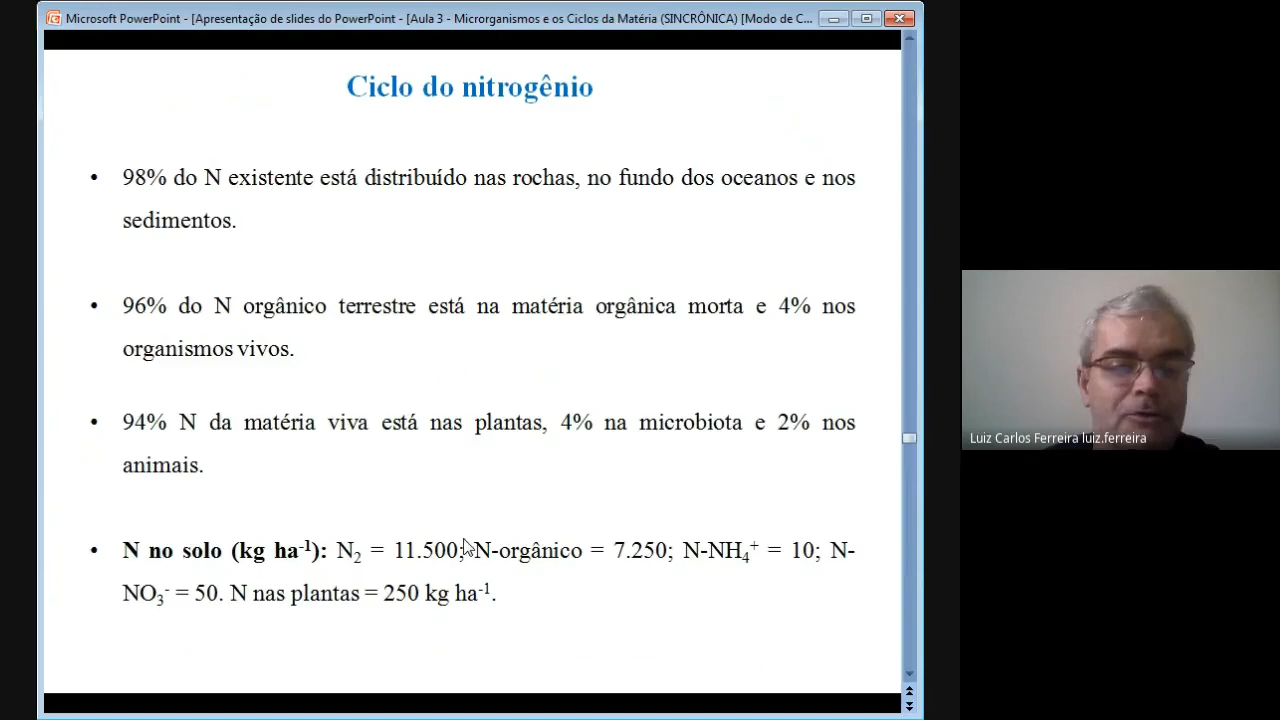 Microsoft PowerPoint - [Apresentação de slides do PowerPoint - [Aula 3 - Microrganismos e os Ciclos da Matéria (SINCRÔNICA) [Modo de C...
Ciclo do nitrogênio
• 98% do N existente está distribuído nas rochas, no fundo dos oceanos e nos
sedimentos.
• 96% do N orgânico terrestre está na matéria orgânica morta e 4% nos
organismos vivos.
• 94% N da matéria viva está nas plantas, 4% na microbiota e 2% nos
animais.
• N no solo (kg ha⁻¹): N₂ = 11.500; N-orgânico = 7.250; N-NH₄⁺ = 10; N-
NO₃⁻ = 50. N nas plantas = 250 kg ha⁻¹.
Luiz Carlos Ferreira luiz.ferreira